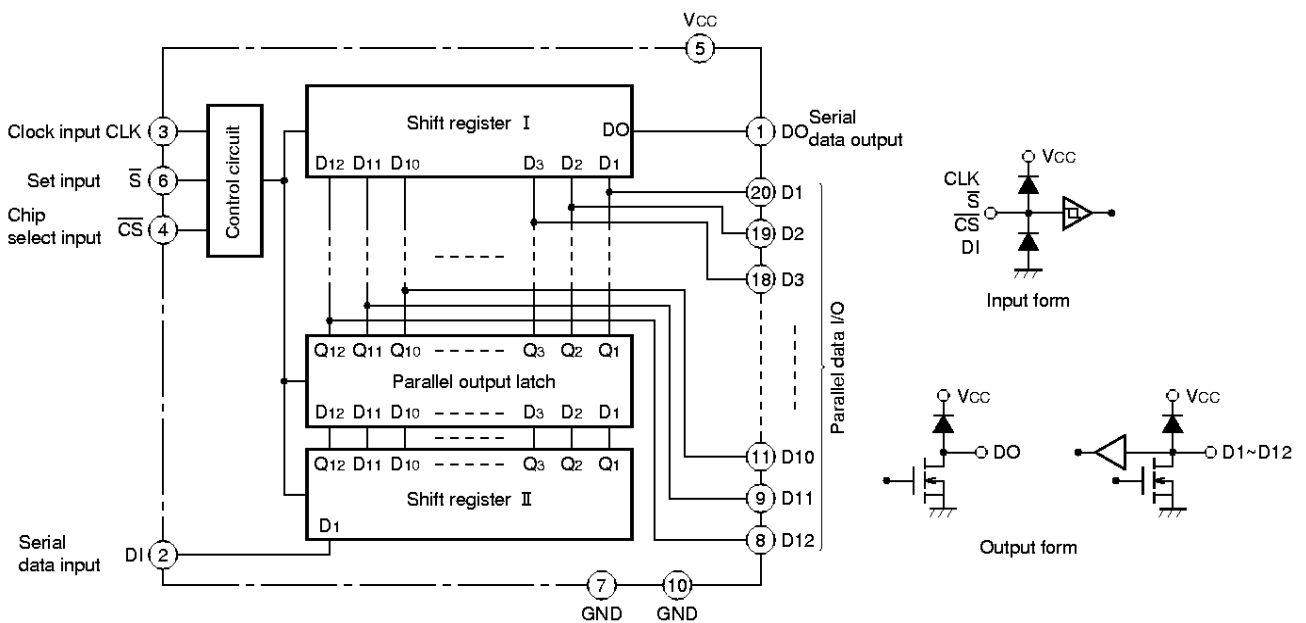 VCC
5
Clock input CLK 3
Set input S̅ 6
Chip
select input C̅S̅ 4
Control circuit
Shift register Ⅰ
DO
D12 D11 D10 D3 D2 D1
1 DO Serial
data output
20 D1
19 D2
18 D3
Parallel data I/O
Q12 Q11 Q10 Q3 Q2 Q1
Parallel output latch
D12 D11 D10 D3 D2 D1
Q12 Q11 Q10 Q3 Q2 Q1
Shift register Ⅱ
D1
11 D10
9 D11
8 D12
Serial
data input
DI 2
7
GND
10
GND
VCC
CLK
S̅
C̅S̅
DI
Input form
VCC
DO
VCC
D1~D12
Output form